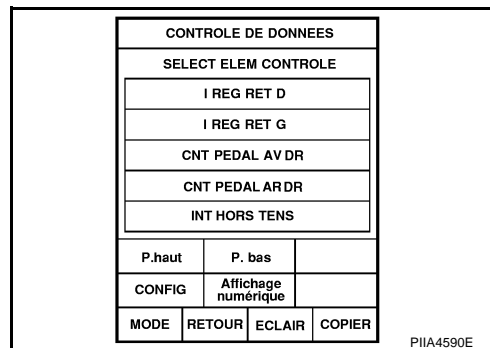 CONTROLE DE DONNEES
SELECT ELEM CONTROLE
I REG RET D
I REG RET G
CNT PEDAL AV DR
CNT PEDAL AR DR
INT HORS TENS
P.haut P. bas
CONFIG Affichage
numérique
MODE RETOUR ECLAIR COPIER
PIIA4590E